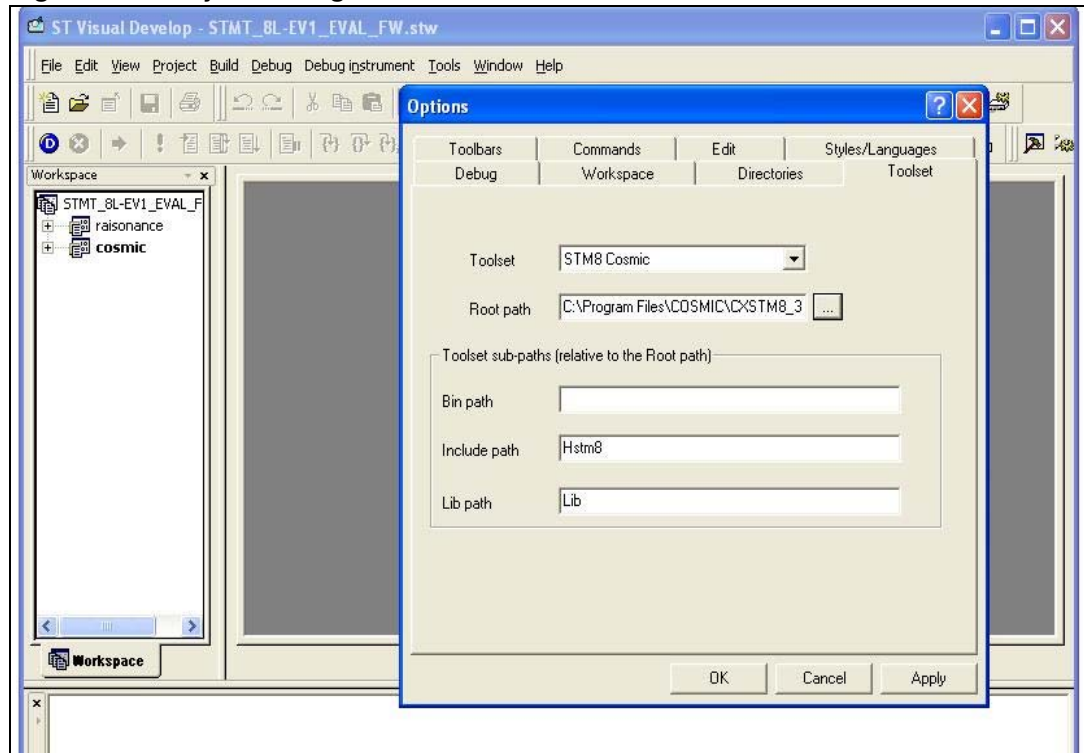 ST Visual Develop - STMT_8L-EV1_EVAL_FW.stw
File Edit View Project Build Debug Debug instrument Tools Window Help
Options
Toolbars Commands Edit Styles/Languages
Debug Workspace Directories Toolset
Workspace
STMT_8L-EV1_EVAL_F
raisonance
cosmic
Toolset STM8 Cosmic
Root path C:\Program Files\COSMIC\CXSTM8_3 ...
Toolset sub-paths (relative to the Root path)
Bin path
Include path Hstm8
Lib path Lib
Workspace
OK Cancel Apply